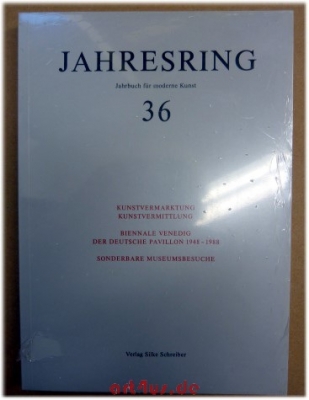 JAHRESRING
Jahrbuch für moderne Kunst
36
KUNSTVERMARKTUNG
KUNSTVERMITTLUNG
BIENNALE VENEDIG
DER DEUTSCHE PAVILLON 1948–1988
SONDERBARE MUSEUMSBESUCHE
Verlag Silke Schreiber